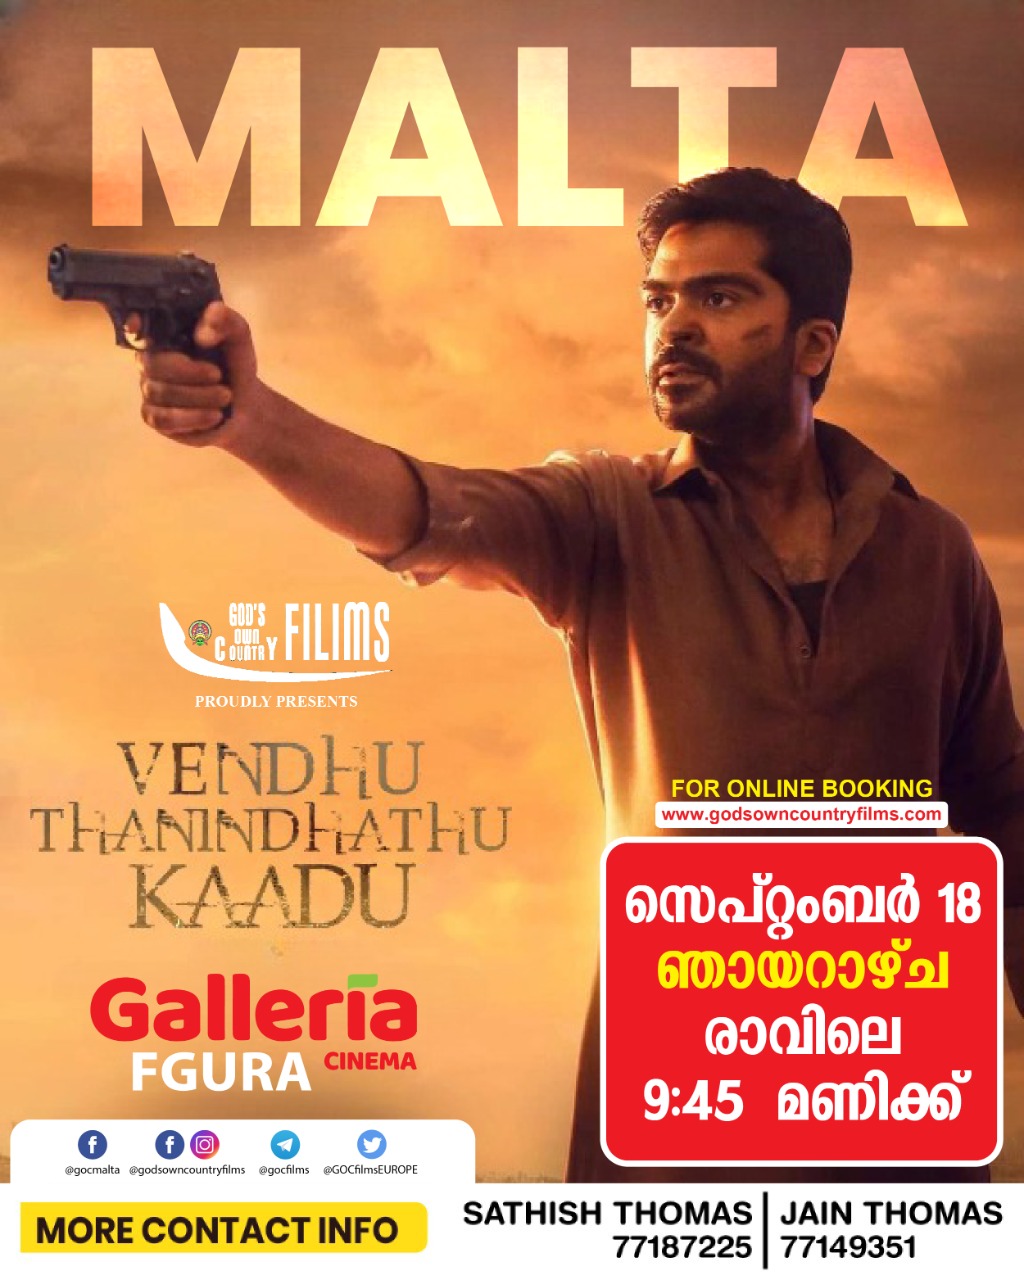 MALTA
GOD'S
OWN
COUNTRY
FILIMS
PROUDLY PRESENTS
VENDHU
THANINDHATHU
KAADU
Galleria
CINEMA
FGURA
FOR ONLINE BOOKING
www.godsowncountryfilms.com
സെപ്റ്റംബർ 18
ഞായറാഴ്ച
രാവിലെ
9:45 മണിക്ക്
@gocmalta @godsowncountryfilms @gocfilms @GOCfilmsEUROPE
MORE CONTACT INFO
SATHISH THOMAS
77187225
JAIN THOMAS
77149351